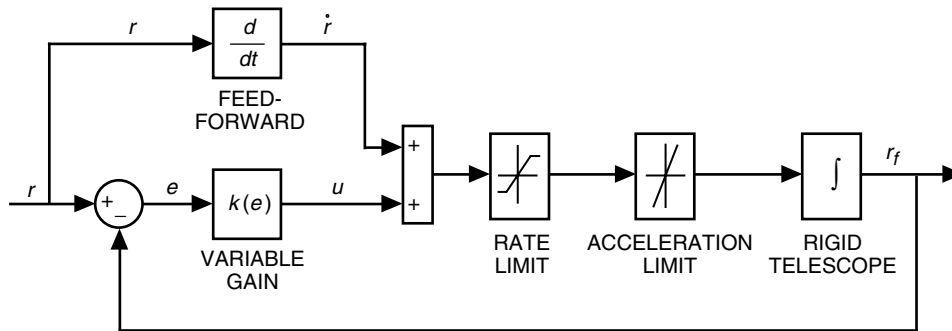 r
d
dt
ṙ
FEED-
FORWARD
r
+
−
e
k(e)
VARIABLE
GAIN
u
+
+
RATE
LIMIT
ACCELERATION
LIMIT
∫
RIGID
TELESCOPE
r_f